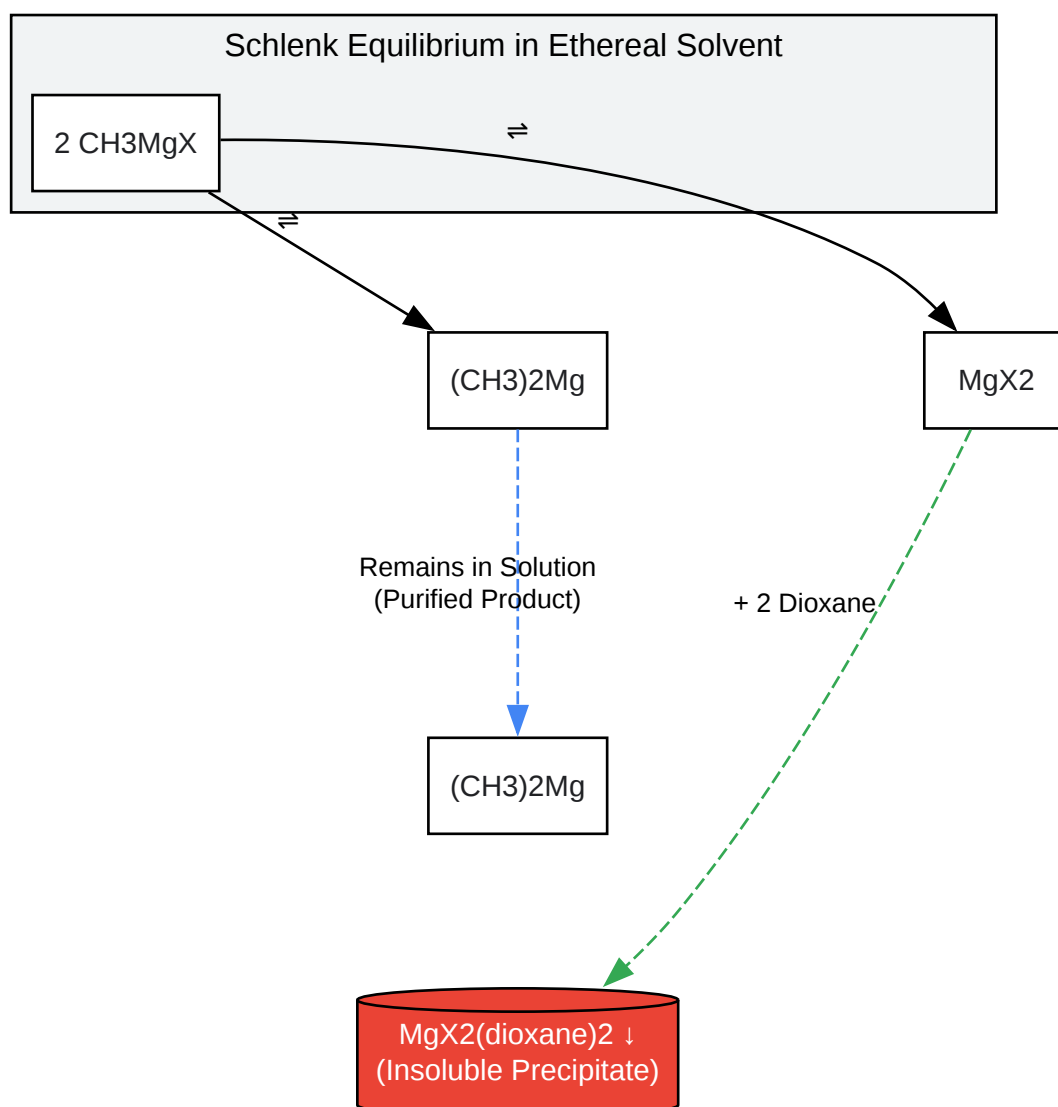 Schlenk Equilibrium in Ethereal Solvent
2 CH3MgX
⇌
⇌
(CH3)2Mg
MgX2
Remains in Solution
(Purified Product)
+ 2 Dioxane
(CH3)2Mg
MgX2(dioxane)2 ↓
(Insoluble Precipitate)